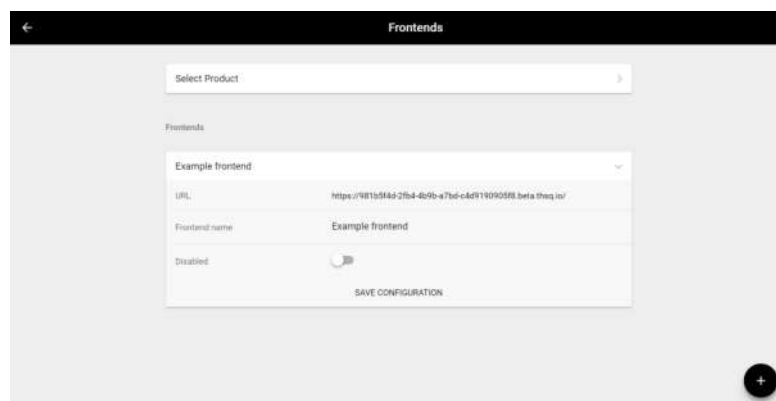 Frontends
Select Product
Frontends
Example frontend
URL
https://981b5f4d-2fb4-4b9b-a7bd-c4d9190905f8.beta.thsq.io/
Frontend name
Example frontend
Disabled
SAVE CONFIGURATION